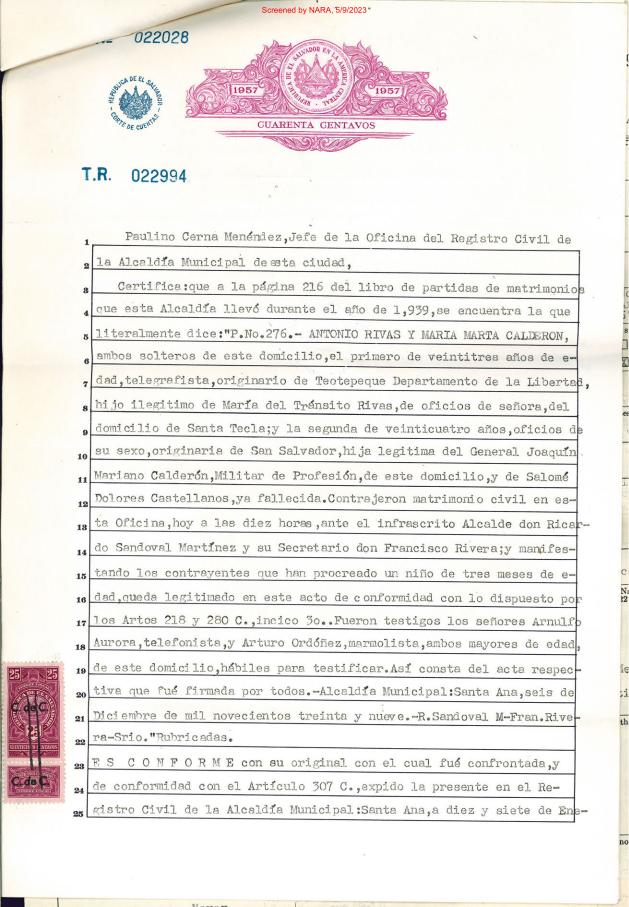 Screened by NARA, 5/9/2023
022028
REPÚBLICA DE EL SALVADOR
CORTE DE CUENTAS
REPUBLICA DE EL SALVADOR EN LA AMERICA CENTRAL
1957 1957
CUARENTA CENTAVOS
T.R. 022994
1 Paulino Cerna Menéndez,Jefe de la Oficina del Registro Civil de
2 la Alcaldía Municipal de esta ciudad,
3 Certifica:que a la página 216 del libro de partidas de matrimonios
4 que esta Alcaldía llevó durante el año de 1,939,se encuentra la que
5 literalmente dice:"P.No.276.- ANTONIO RIVAS Y MARIA MARTA CALDERON,
6 ambos solteros de este domicilio,el primero de veintitres años de e-
7 dad,telegrafista,originario de Teotepeque Departamento de la Libertad,
8 hijo ilegitimo de María del Tránsito Rivas,de oficios de señora,del
9 domicilio de Santa Tecla;y la segunda de veinticuatro años,oficios de
10 su sexo,originaria de San Salvador,hija legitima del General Joaquín
11 Mariano Calderón,Militar de Profesión,de este domicilio,y de Salomé
12 Dolores Castellanos,ya fallecida.Contrajeron matrimonio civil en es-
13 ta Oficina,hoy a las diez horas,ante el infrascrito Alcalde don Ricar-
14 do Sandoval Martínez y su Secretario don Francisco Rivera;y manifes-
15 tando los contrayentes que han procreado un niño de tres meses de e-
16 dad,queda legitimado en este acto de conformidad con lo dispuesto por
17 los Artos 218 y 280 C.,incico 3o..Fueron testigos los señores Arnulfo
18 Aurora,telefonista,y Arturo Ordóñez,marmolista,ambos mayores de edad,
19 de este domicilio,hábiles para testificar.Así consta del acta respec-
20 tiva que fué firmada por todos.-Alcaldía Municipal:Santa Ana,seis de
21 Diciembre de mil novecientos treinta y nueve.-R.Sandoval M-Fran.Rive-
22 ra-Srio."Rubricadas.
23 ES CONFORME con su original con el cual fué confrontada,y
24 de conformidad con el Artículo 307 C.,expido la presente en el Re-
25 gistro Civil de la Alcaldía Municipal:Santa Ana,a diez y siete de Ene-
25 25
C. de C.
25
C. de C.